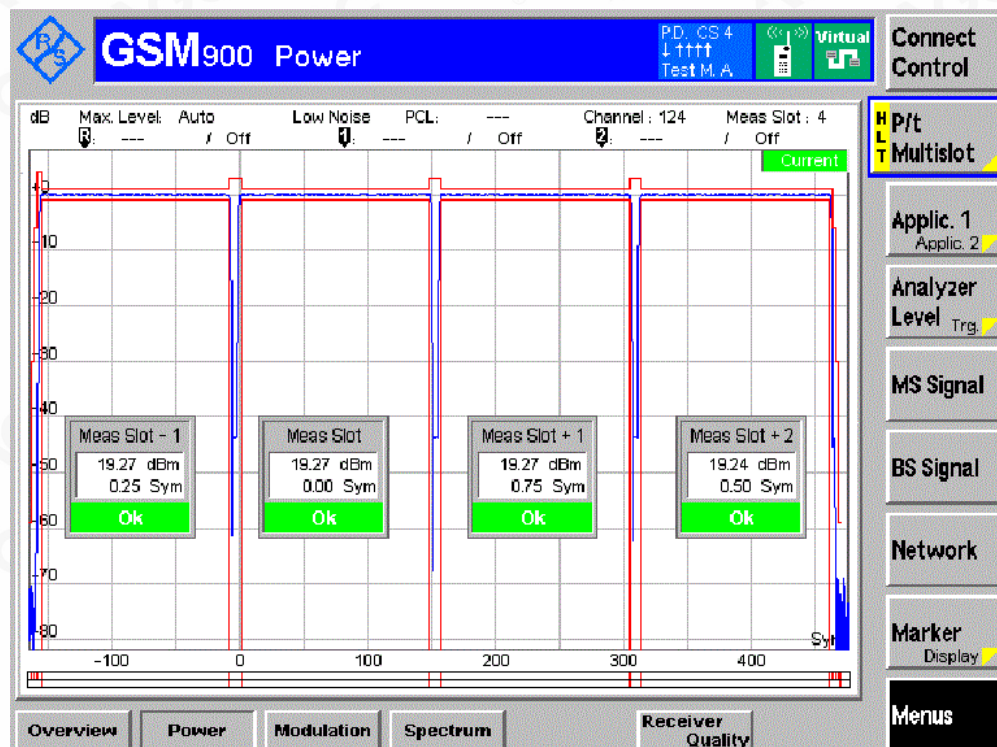 R/S
GSM900 Power
P.D. CS 4
↓ ↑↑↑↑
Test M. A
Virtual
Connect Control
dB Max. Level: Auto Low Noise PCL: --- Channel : 124 Meas Slot : 4
R: --- / Off 1: --- / Off 2: --- / Off
Current
HLT
P/t Multislot
Applic. 1
Applic. 2
Analyzer Level
Trg.
MS Signal
BS Signal
Network
Marker
Display
Menus
+0
-10
-20
-30
-40
-50
-60
-70
-80
Meas Slot - 1
19.27 dBm
0.25 Sym
Ok
Meas Slot
19.27 dBm
0.00 Sym
Ok
Meas Slot + 1
19.27 dBm
0.75 Sym
Ok
Meas Slot + 2
19.24 dBm
0.50 Sym
Ok
-100 0 100 200 300 400
Overview Power Modulation Spectrum Receiver Quality